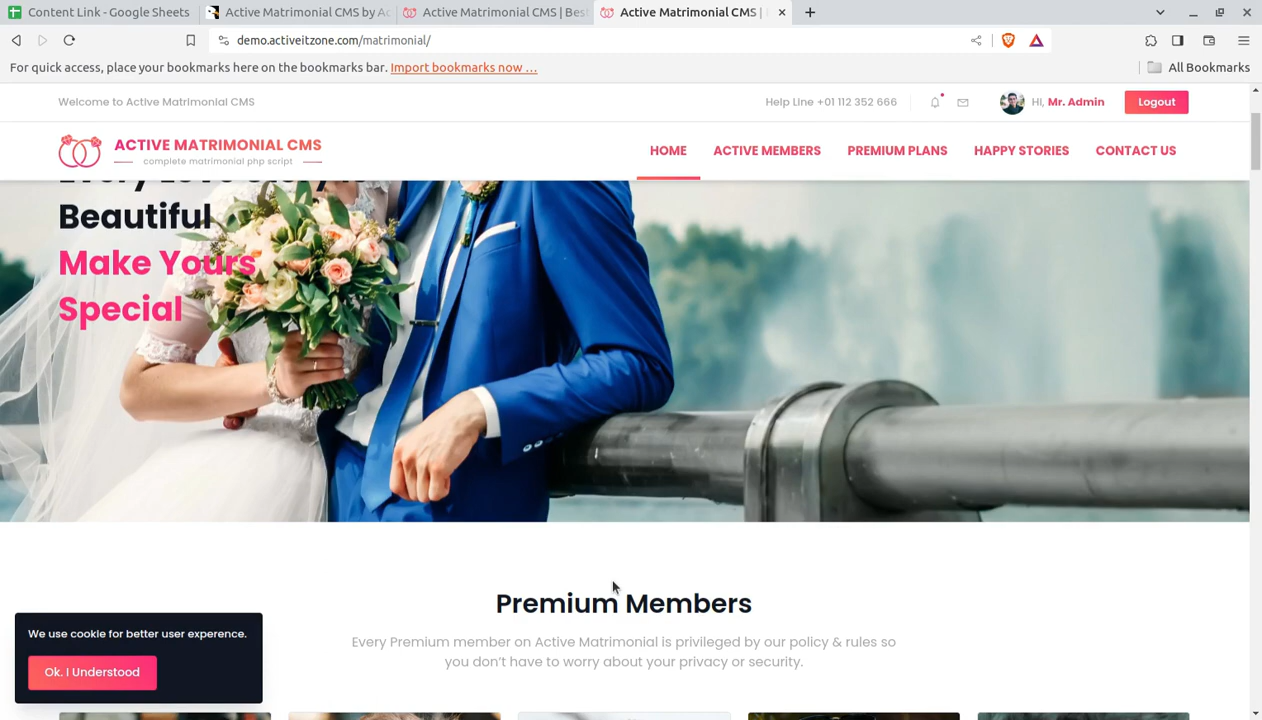 Content Link - Google Sheets
Active Matrimonial CMS by Ac
Active Matrimonial CMS | Bes
Active Matrimonial CMS |
demo.activeitzone.com/matrimonial/
For quick access, place your bookmarks here on the bookmarks bar. Import bookmarks now ...
All Bookmarks
Welcome to Active Matrimonial CMS
Help Line +01 112 352 666
Hi, Mr. Admin
Logout
ACTIVE MATRIMONIAL CMS
complete matrimonial php script
HOME
ACTIVE MEMBERS
PREMIUM PLANS
HAPPY STORIES
CONTACT US
Beautiful
Make Yours
Special
Premium Members
Every Premium member on Active Matrimonial is privileged by our policy & rules so
you don't have to worry about your privacy or security.
We use cookie for better user experence.
Ok. I Understood